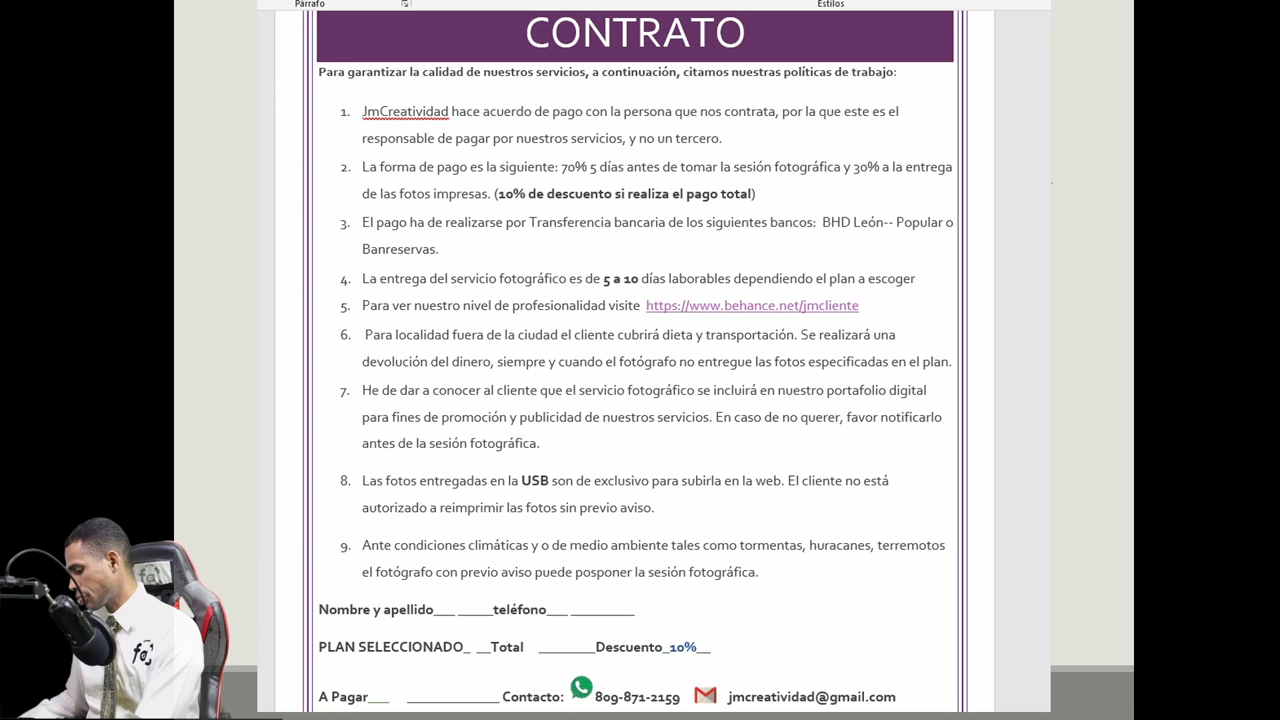 Párrafo
Estilos
CONTRATO
Para garantizar la calidad de nuestros servicios, a continuación, citamos nuestras políticas de trabajo:
1. JmCreatividad hace acuerdo de pago con la persona que nos contrata, por la que este es el
responsable de pagar por nuestros servicios, y no un tercero.
2. La forma de pago es la siguiente: 70% 5 días antes de tomar la sesión fotográfica y 30% a la entrega
de las fotos impresas. (10% de descuento si realiza el pago total)
3. El pago ha de realizarse por Transferencia bancaria de los siguientes bancos: BHD León-- Popular o
Banreservas.
4. La entrega del servicio fotográfico es de 5 a 10 días laborables dependiendo el plan a escoger
5. Para ver nuestro nivel de profesionalidad visite https://www.behance.net/jmcliente
6. Para localidad fuera de la ciudad el cliente cubrirá dieta y transportación. Se realizará una
devolución del dinero, siempre y cuando el fotógrafo no entregue las fotos especificadas en el plan.
7. He de dar a conocer al cliente que el servicio fotográfico se incluirá en nuestro portafolio digital
para fines de promoción y publicidad de nuestros servicios. En caso de no querer, favor notificarlo
antes de la sesión fotográfica.
8. Las fotos entregadas en la USB son de exclusivo para subirla en la web. El cliente no está
autorizado a reimprimir las fotos sin previo aviso.
9. Ante condiciones climáticas y o de medio ambiente tales como tormentas, huracanes, terremotos
el fotógrafo con previo aviso puede posponer la sesión fotográfica.
Nombre y apellido___ _____teléfono___ _________
PLAN SELECCIONADO_ __Total ________Descuento_10%__
A Pagar___ _____________ Contacto: 809-871-2159 jmcreatividad@gmail.com